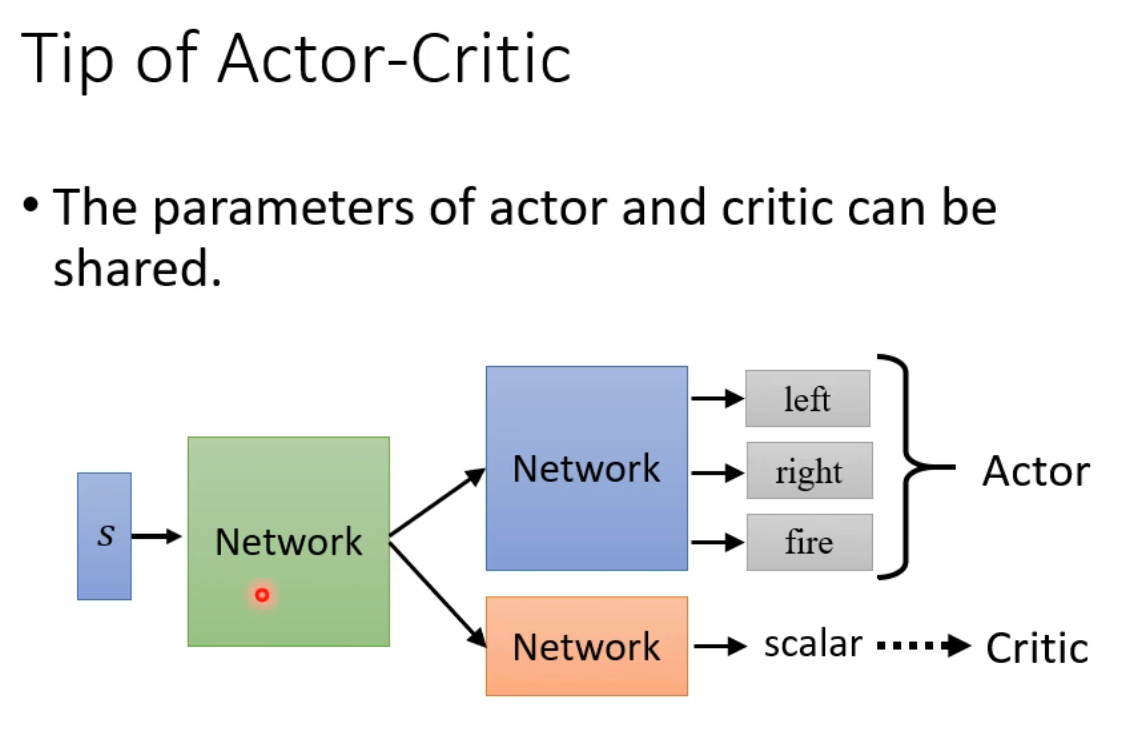 Tip of Actor-Critic
• The parameters of actor and critic can be
shared.
left
Network
right
Actor
s
Network
fire
Network
scalar
Critic